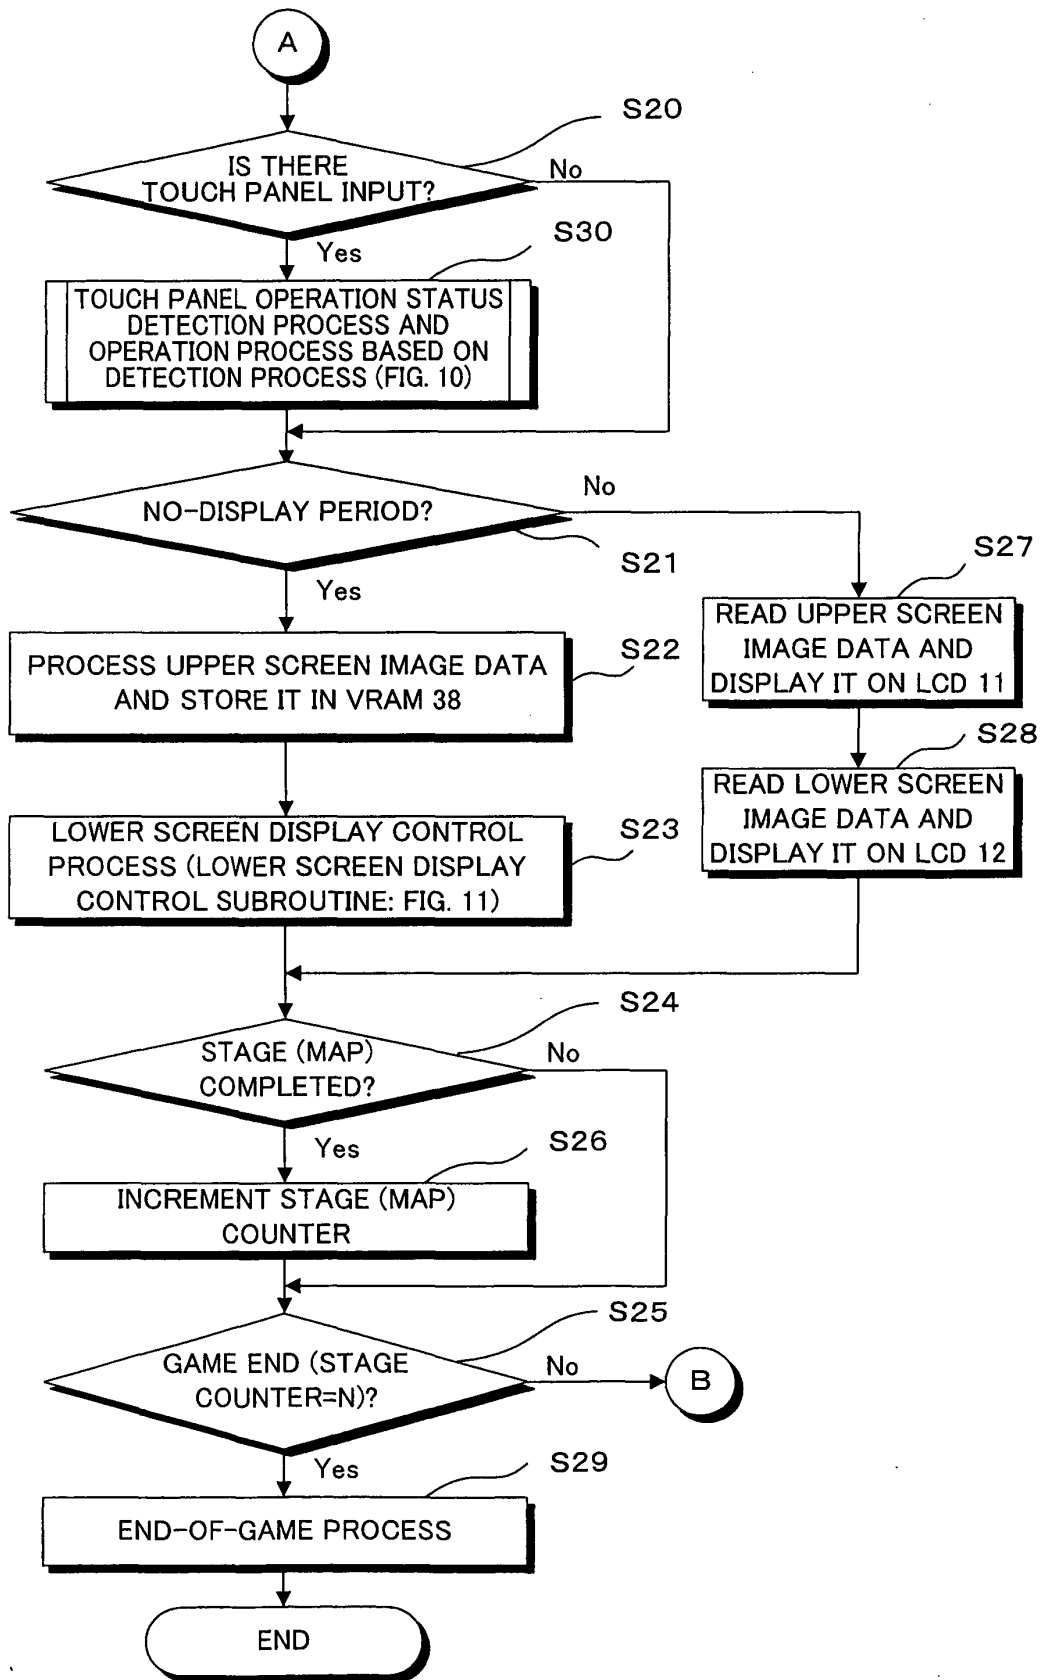 A
S20
IS THERE
TOUCH PANEL INPUT?
No
Yes
S30
TOUCH PANEL OPERATION STATUS
DETECTION PROCESS AND
OPERATION PROCESS BASED ON
DETECTION PROCESS (FIG. 10)
NO-DISPLAY PERIOD?
No
S21
Yes
S27
READ UPPER SCREEN
IMAGE DATA AND
DISPLAY IT ON LCD 11
S22
PROCESS UPPER SCREEN IMAGE DATA
AND STORE IT IN VRAM 38
S28
READ LOWER SCREEN
IMAGE DATA AND
DISPLAY IT ON LCD 12
S23
LOWER SCREEN DISPLAY CONTROL
PROCESS (LOWER SCREEN DISPLAY
CONTROL SUBROUTINE: FIG. 11)
S24
STAGE (MAP)
COMPLETED?
No
Yes
S26
INCREMENT STAGE (MAP)
COUNTER
S25
GAME END (STAGE
COUNTER=N)?
No
B
Yes
S29
END-OF-GAME PROCESS
END